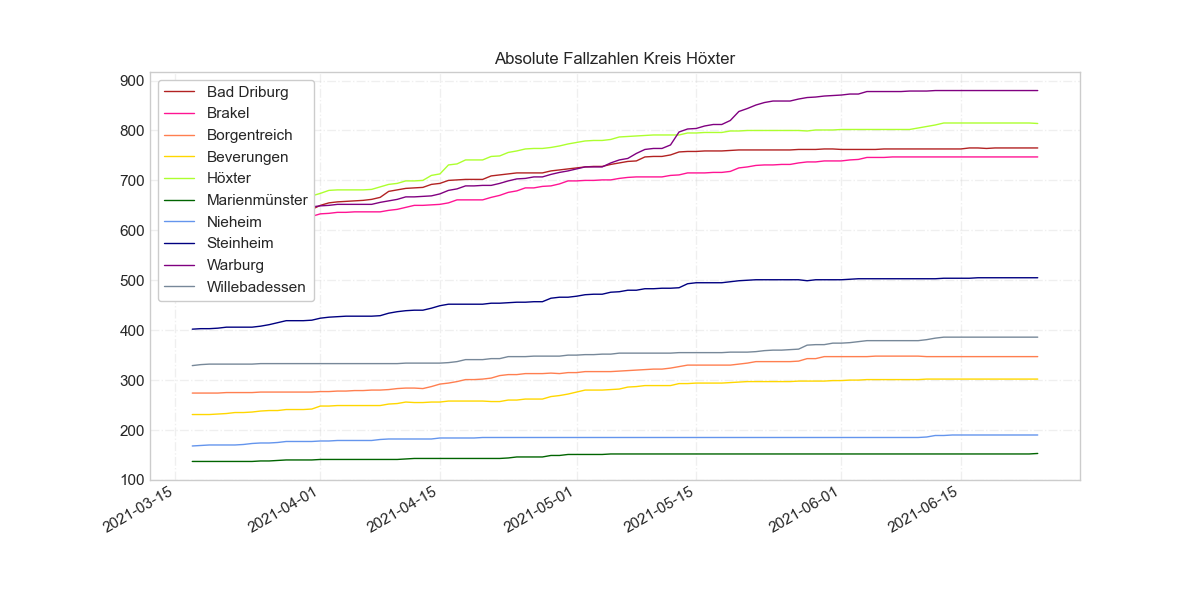 Absolute Fallzahlen Kreis Höxter
900
800
700
600
500
400
300
200
100
Bad Driburg
Brakel
Borgentreich
Beverungen
Höxter
Marienmünster
Nieheim
Steinheim
Warburg
Willebadessen
2021-03-15
2021-04-01
2021-04-15
2021-05-01
2021-05-15
2021-06-01
2021-06-15